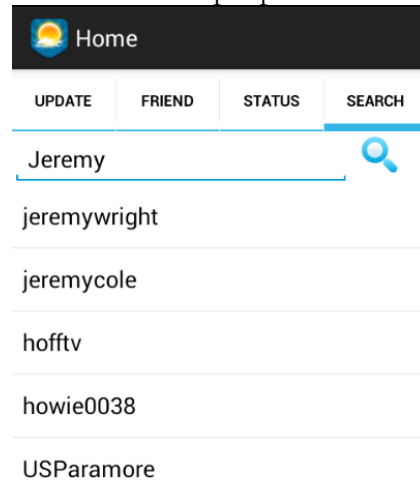 Home
UPDATE FRIEND STATUS SEARCH
Jeremy
jeremywright
jeremycole
hofftv
howie0038
USParamore